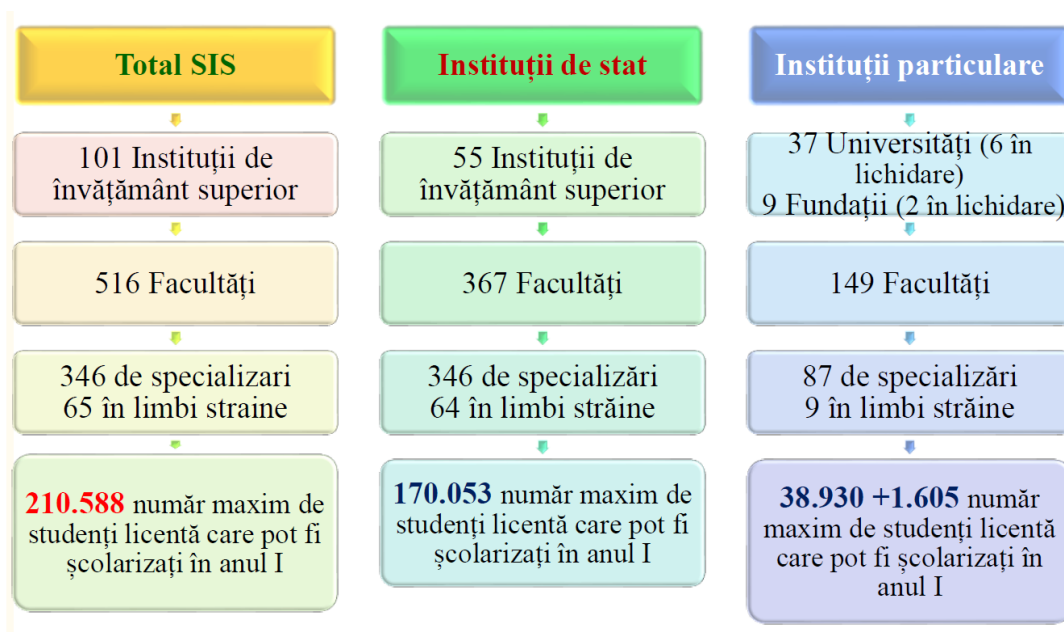 Total SIS
101 Instituții de
învățământ superior
516 Facultăți
346 de specializari
65 în limbi straine
210.588 număr maxim de
studenți licentă care pot fi
școlarizați în anul I
Instituții de stat
55 Instituții de
învățământ superior
367 Facultăți
346 de specializări
64 în limbi străine
170.053 număr maxim de
studenți licentă care pot fi
școlarizați în anul I
Instituții particulare
37 Universități (6 în
lichidare)
9 Fundații (2 în lichidare)
149 Facultăți
87 de specializări
9 în limbi străine
38.930 +1.605 număr
maxim de studenți licentă
care pot fi școlarizați în
anul I